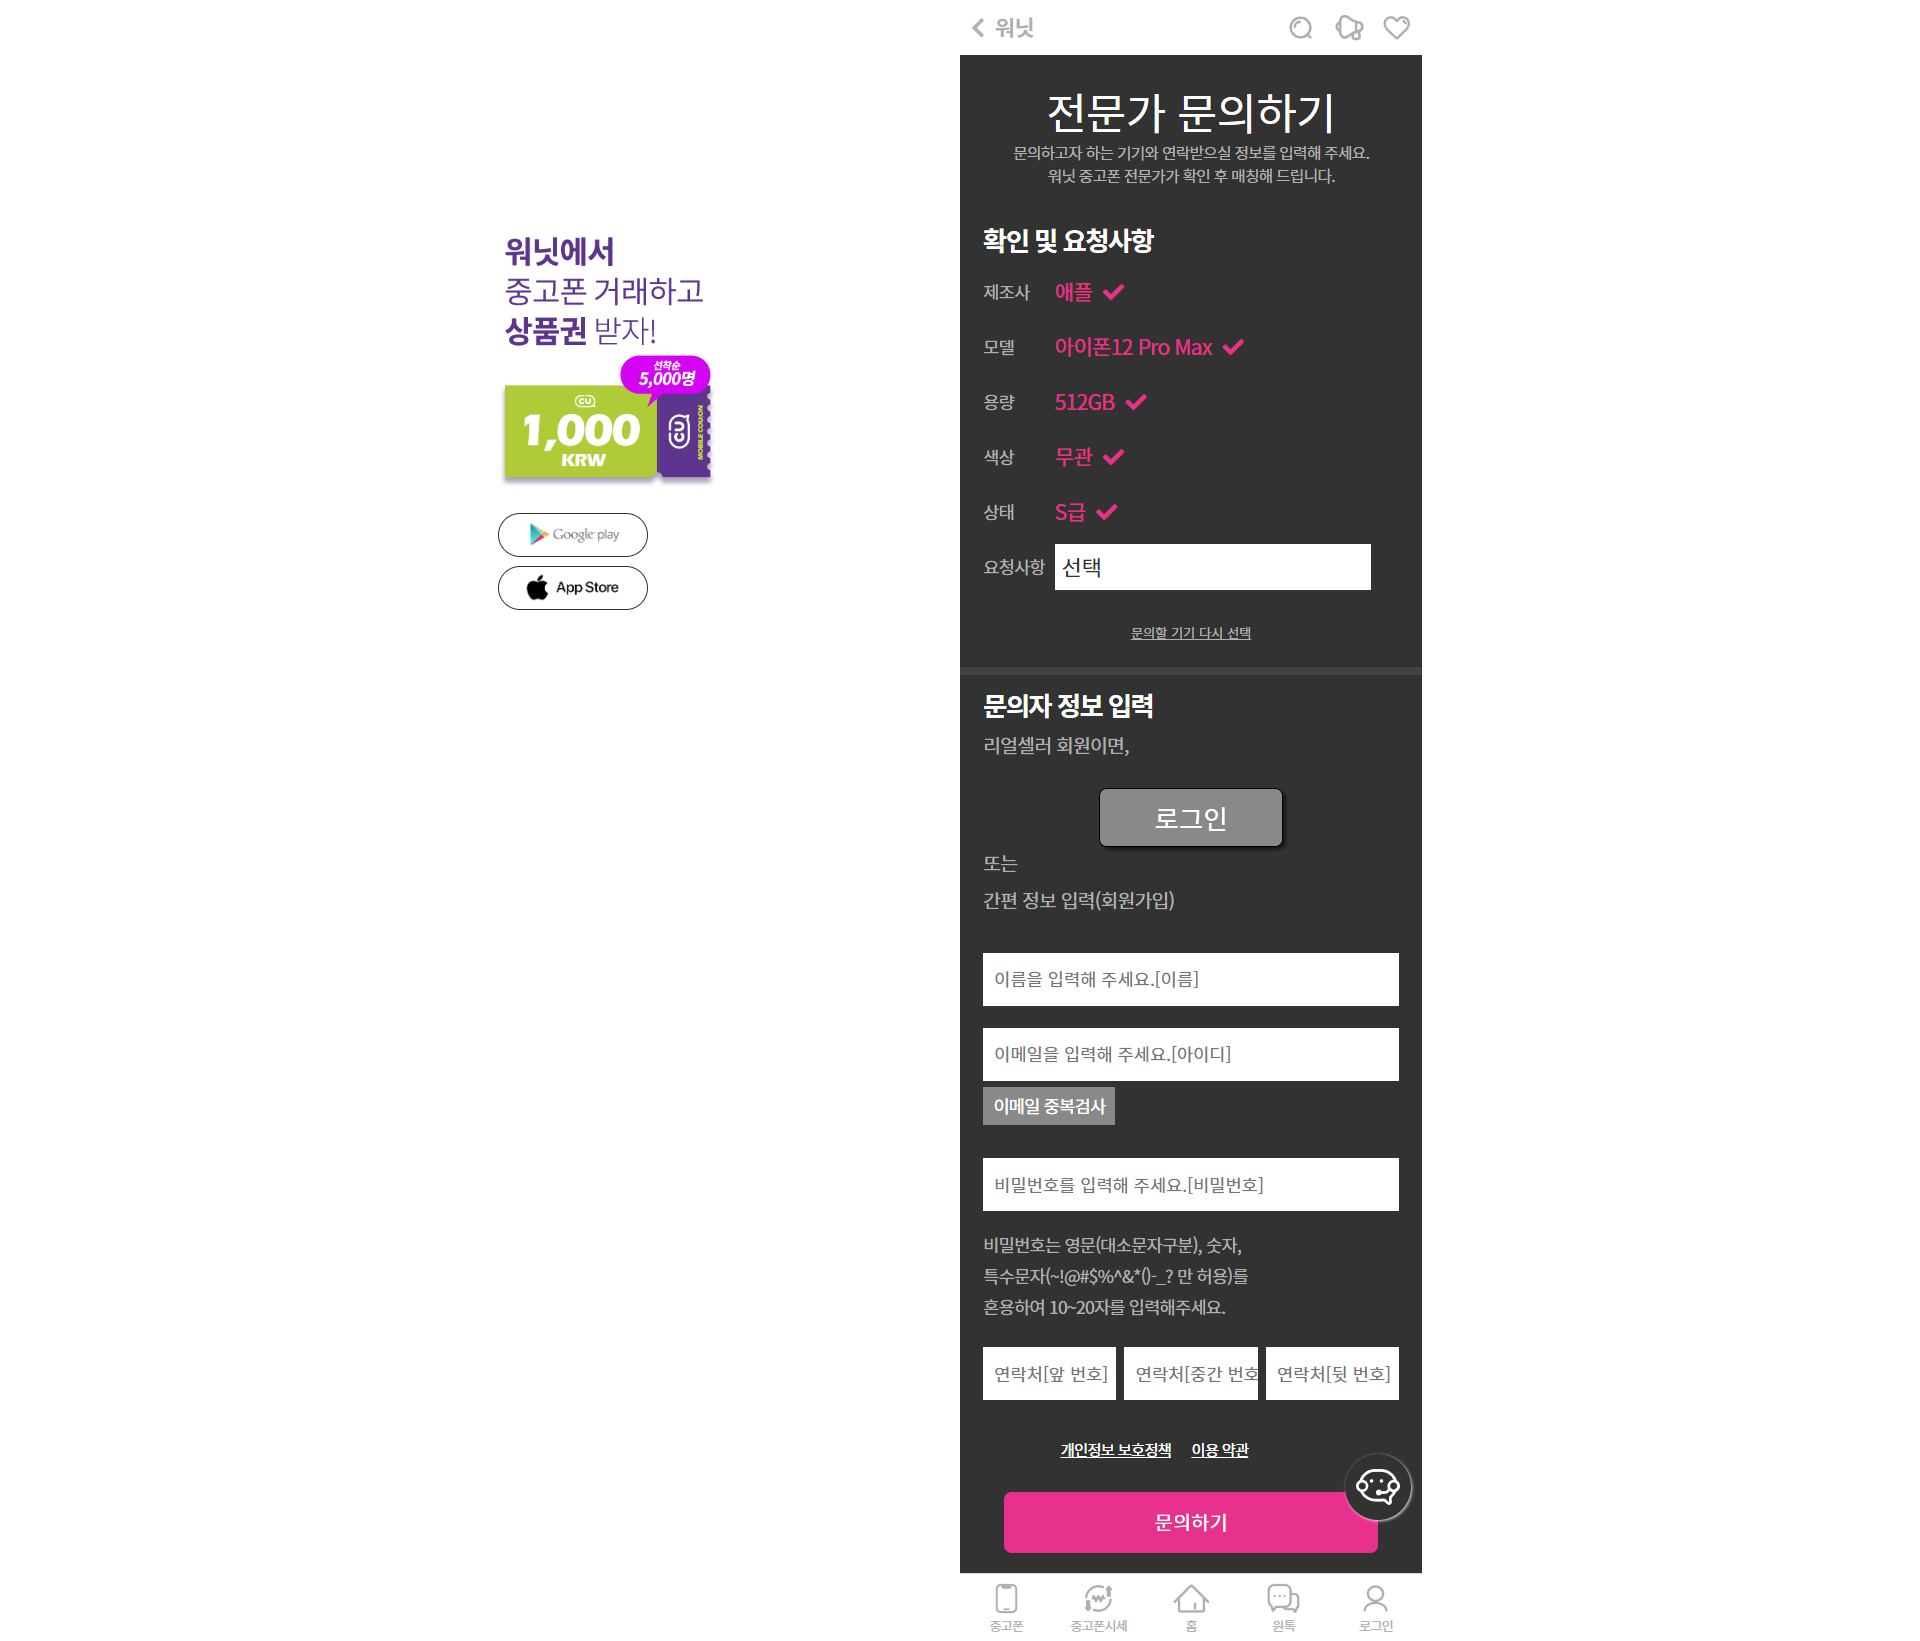 워닛에서
중고폰 거래하고
상품권 받자!
선착순
5,000명
CU
1,000
KRW
CU
MOBILE COUPON
Google play
App Store
워닛
전문가 문의하기
문의하고자 하는 기기와 연락받으실 정보를 입력해 주세요.
워닛 중고폰 전문가가 확인 후 매칭해 드립니다.
확인 및 요청사항
제조사 애플
모델 아이폰12 Pro Max
용량 512GB
색상 무관
상태 S급
요청사항 선택
문의할 기기 다시 선택
문의자 정보 입력
리얼셀러 회원이면,
로그인
또는
간편 정보 입력(회원가입)
이름을 입력해 주세요.[이름]
이메일을 입력해 주세요.[아이디]
이메일 중복검사
비밀번호를 입력해 주세요.[비밀번호]
비밀번호는 영문(대소문자구분), 숫자,
특수문자(~!@#$%^&*()-_? 만 허용)를
혼용하여 10~20자를 입력해주세요.
연락처[앞 번호] 연락처[중간 번호 연락처[뒷 번호]
개인정보 보호정책 이용 약관
문의하기
중고폰 중고폰시세 홈 원톡 로그인